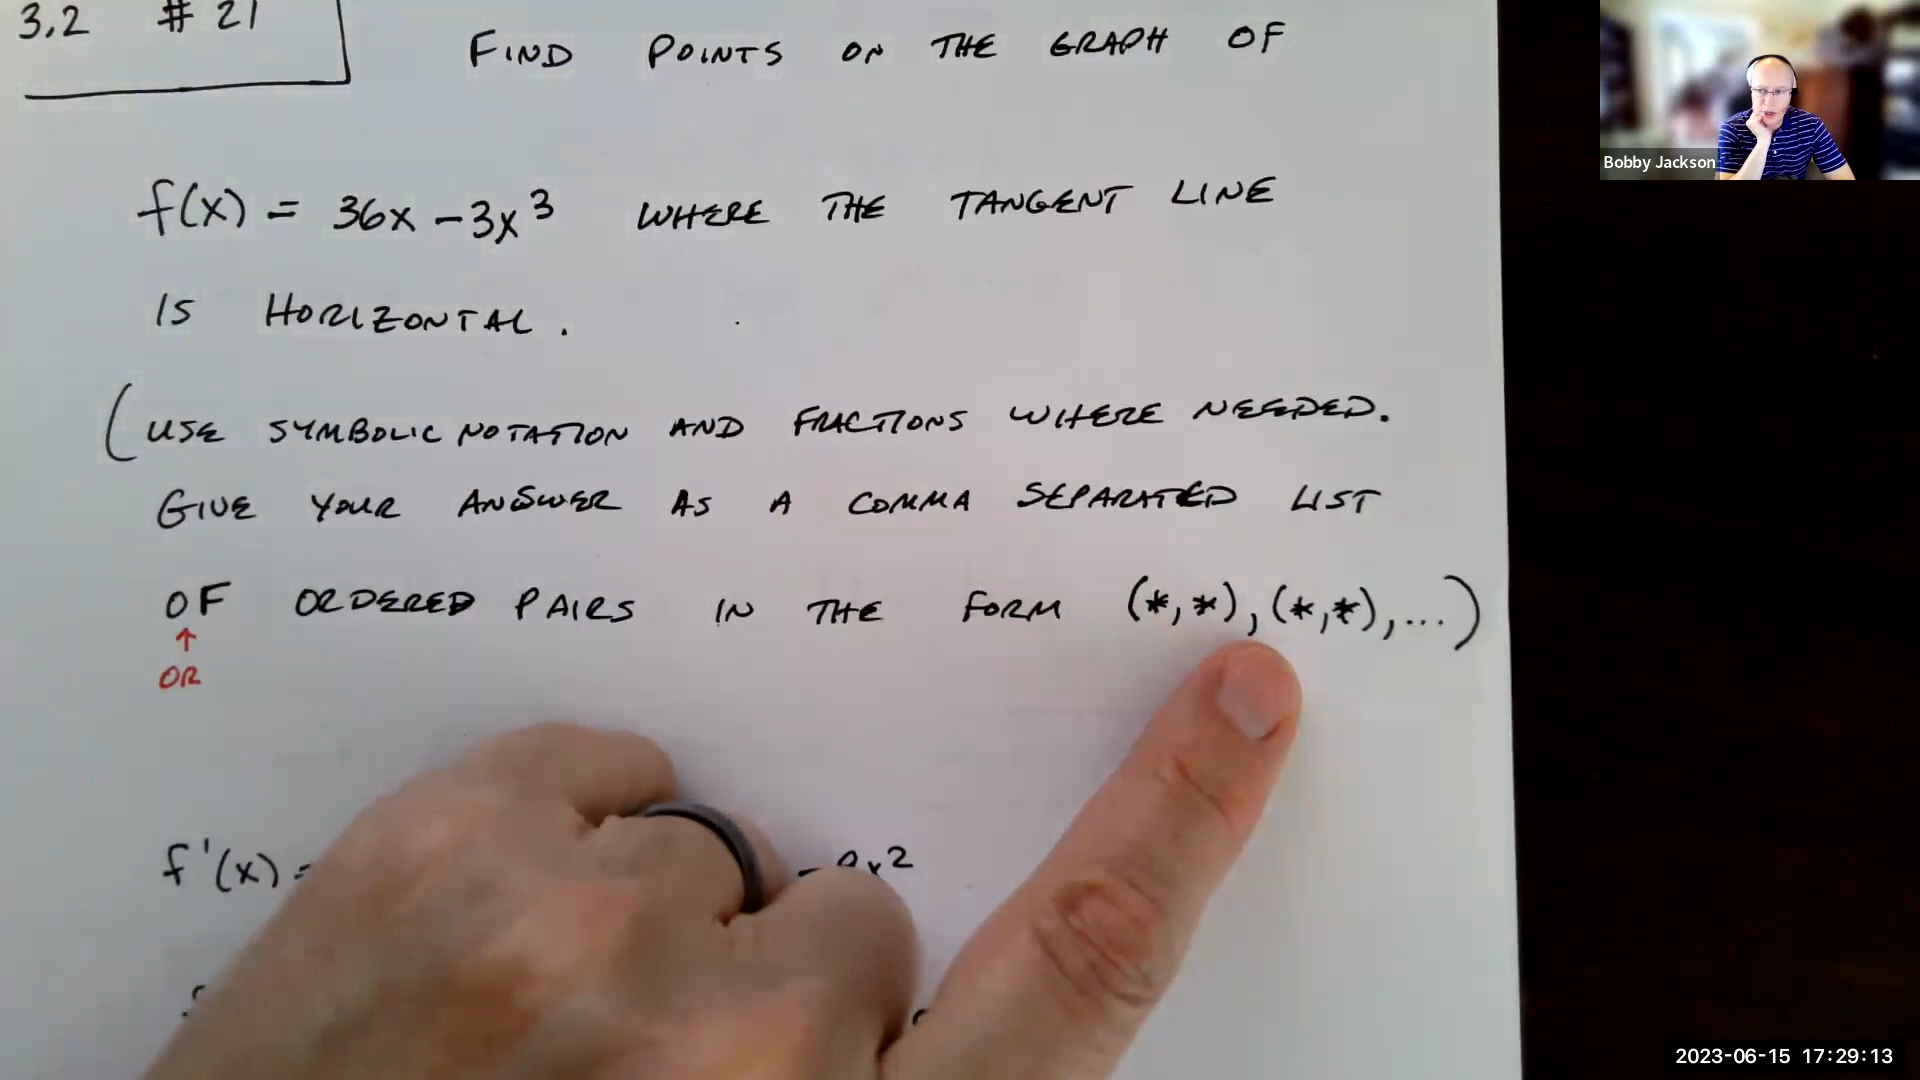 3.2 # 21
FIND POINTS ON THE GRAPH OF
f(x) = 36x - 3x³ WHERE THE TANGENT LINE
IS HORIZONTAL.
(USE SYMBOLIC NOTATION AND FRACTIONS WHERE NEEDED.
GIVE YOUR ANSWER AS A COMMA SEPARATED LIST
OF ORDERED PAIRS IN THE FORM (*,*),(*,*),...)
↑
OR
f'(x) =
Bobby Jackson
2023-06-15 17:29:13